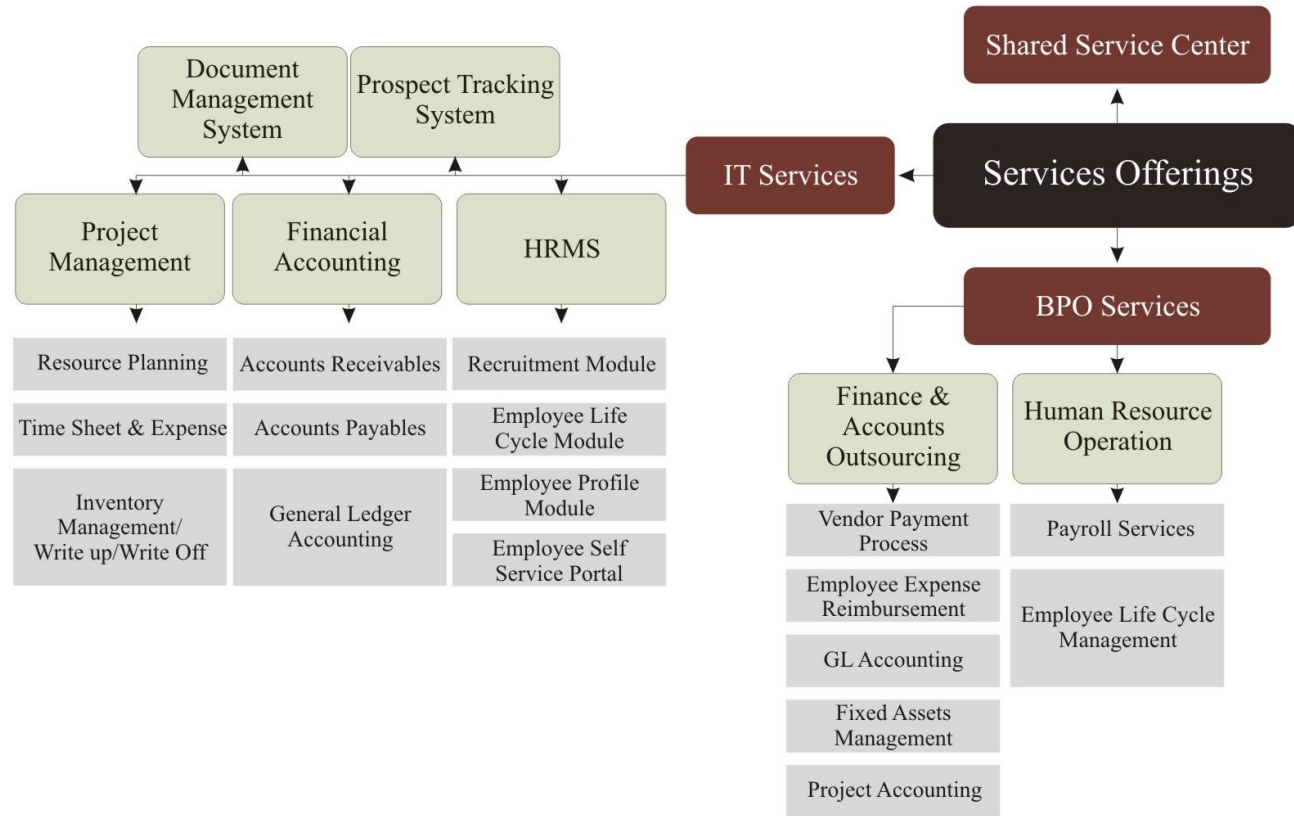 Shared Service Center
Services Offerings
IT Services
BPO Services
Document
Management
System
Prospect Tracking
System
Project
Management
Financial
Accounting
HRMS
Resource Planning
Time Sheet & Expense
Inventory
Management/
Write up/Write Off
Accounts Receivables
Accounts Payables
General Ledger
Accounting
Recruitment Module
Employee Life
Cycle Module
Employee Profile
Module
Employee Self
Service Portal
Finance &
Accounts
Outsourcing
Vendor Payment
Process
Employee Expense
Reimbursement
GL Accounting
Fixed Assets
Management
Project Accounting
Human Resource
Operation
Payroll Services
Employee Life Cycle
Management